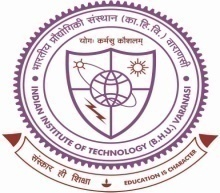 भारतीय प्रौद्योगिकी संस्थान (का.हि.वि.) वाराणसी
योगः कर्मसु कौशलम्
INDIAN INSTITUTE OF TECHNOLOGY (B.H.U.) VARANASI
संस्कार ही शिक्षा
EDUCATION IS CHARACTER